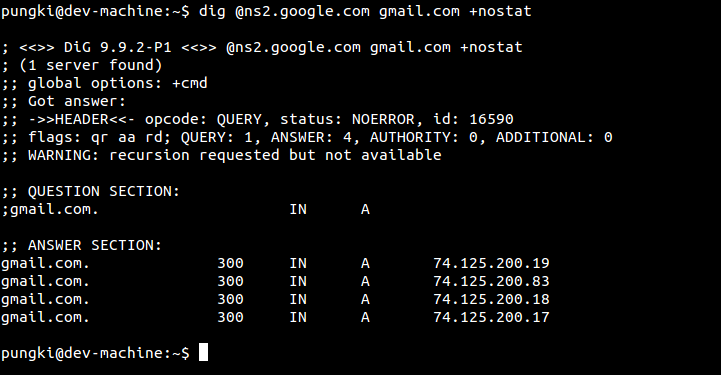 pungki@dev-machine:~$ dig @ns2.google.com gmail.com +nostat
; <<>> DiG 9.9.2-P1 <<>> @ns2.google.com gmail.com +nostat
; (1 server found)
;; global options: +cmd
;; Got answer:
;; ->>HEADER<<- opcode: QUERY, status: NOERROR, id: 16590
;; flags: qr aa rd; QUERY: 1, ANSWER: 4, AUTHORITY: 0, ADDITIONAL: 0
;; WARNING: recursion requested but not available
;; QUESTION SECTION:
;gmail.com. IN A
;; ANSWER SECTION:
gmail.com. 300 IN A 74.125.200.19
gmail.com. 300 IN A 74.125.200.83
gmail.com. 300 IN A 74.125.200.18
gmail.com. 300 IN A 74.125.200.17
pungki@dev-machine:~$